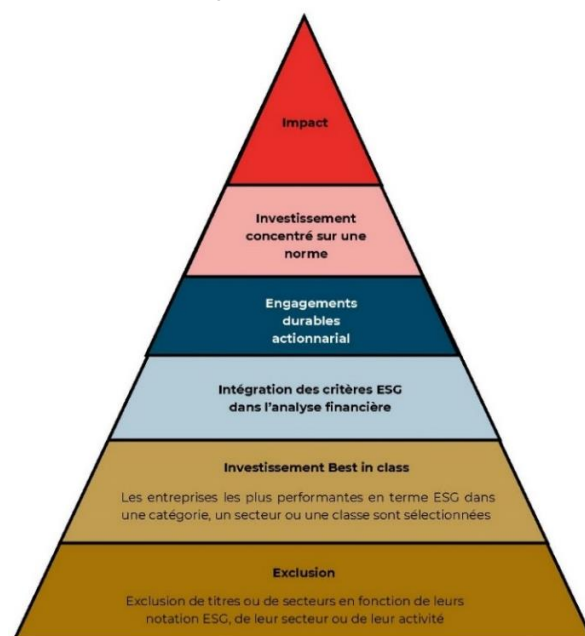 Impact
Investissement
concentré sur une
norme
Engagements
durables
actionnarial
Intégration des critères ESG
dans l'analyse financière
Investissement Best in class
Les entreprises les plus performantes en terme ESG dans
une catégorie, un secteur ou une classe sont sélectionnées
Exclusion
Exclusion de titres ou de secteurs en fonction de leurs
notation ESG, de leur secteur ou de leur activité